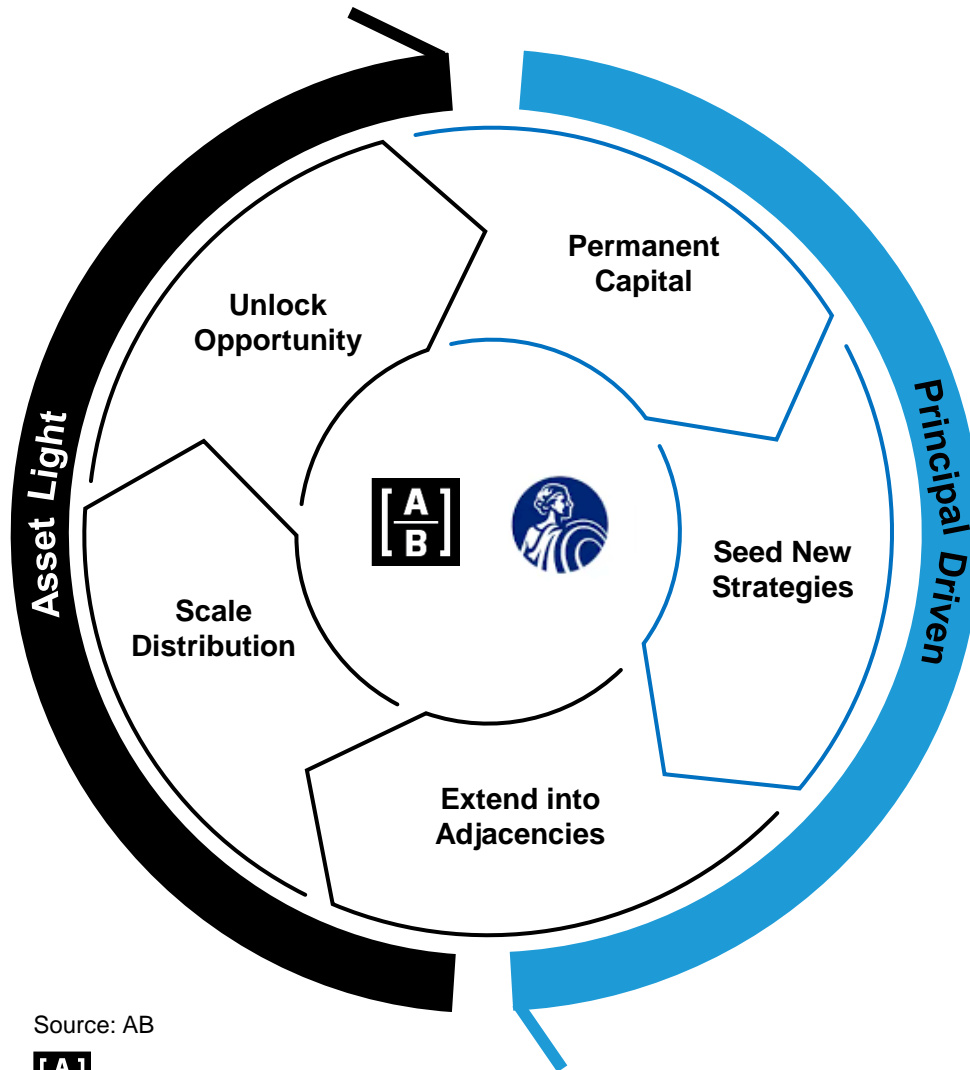 Permanent
Capital
Unlock
Opportunity
Asset Light
Principal Driven
[A
B]
Seed New
Strategies
Scale
Distribution
Extend into
Adjacencies
Source: AB
[A]